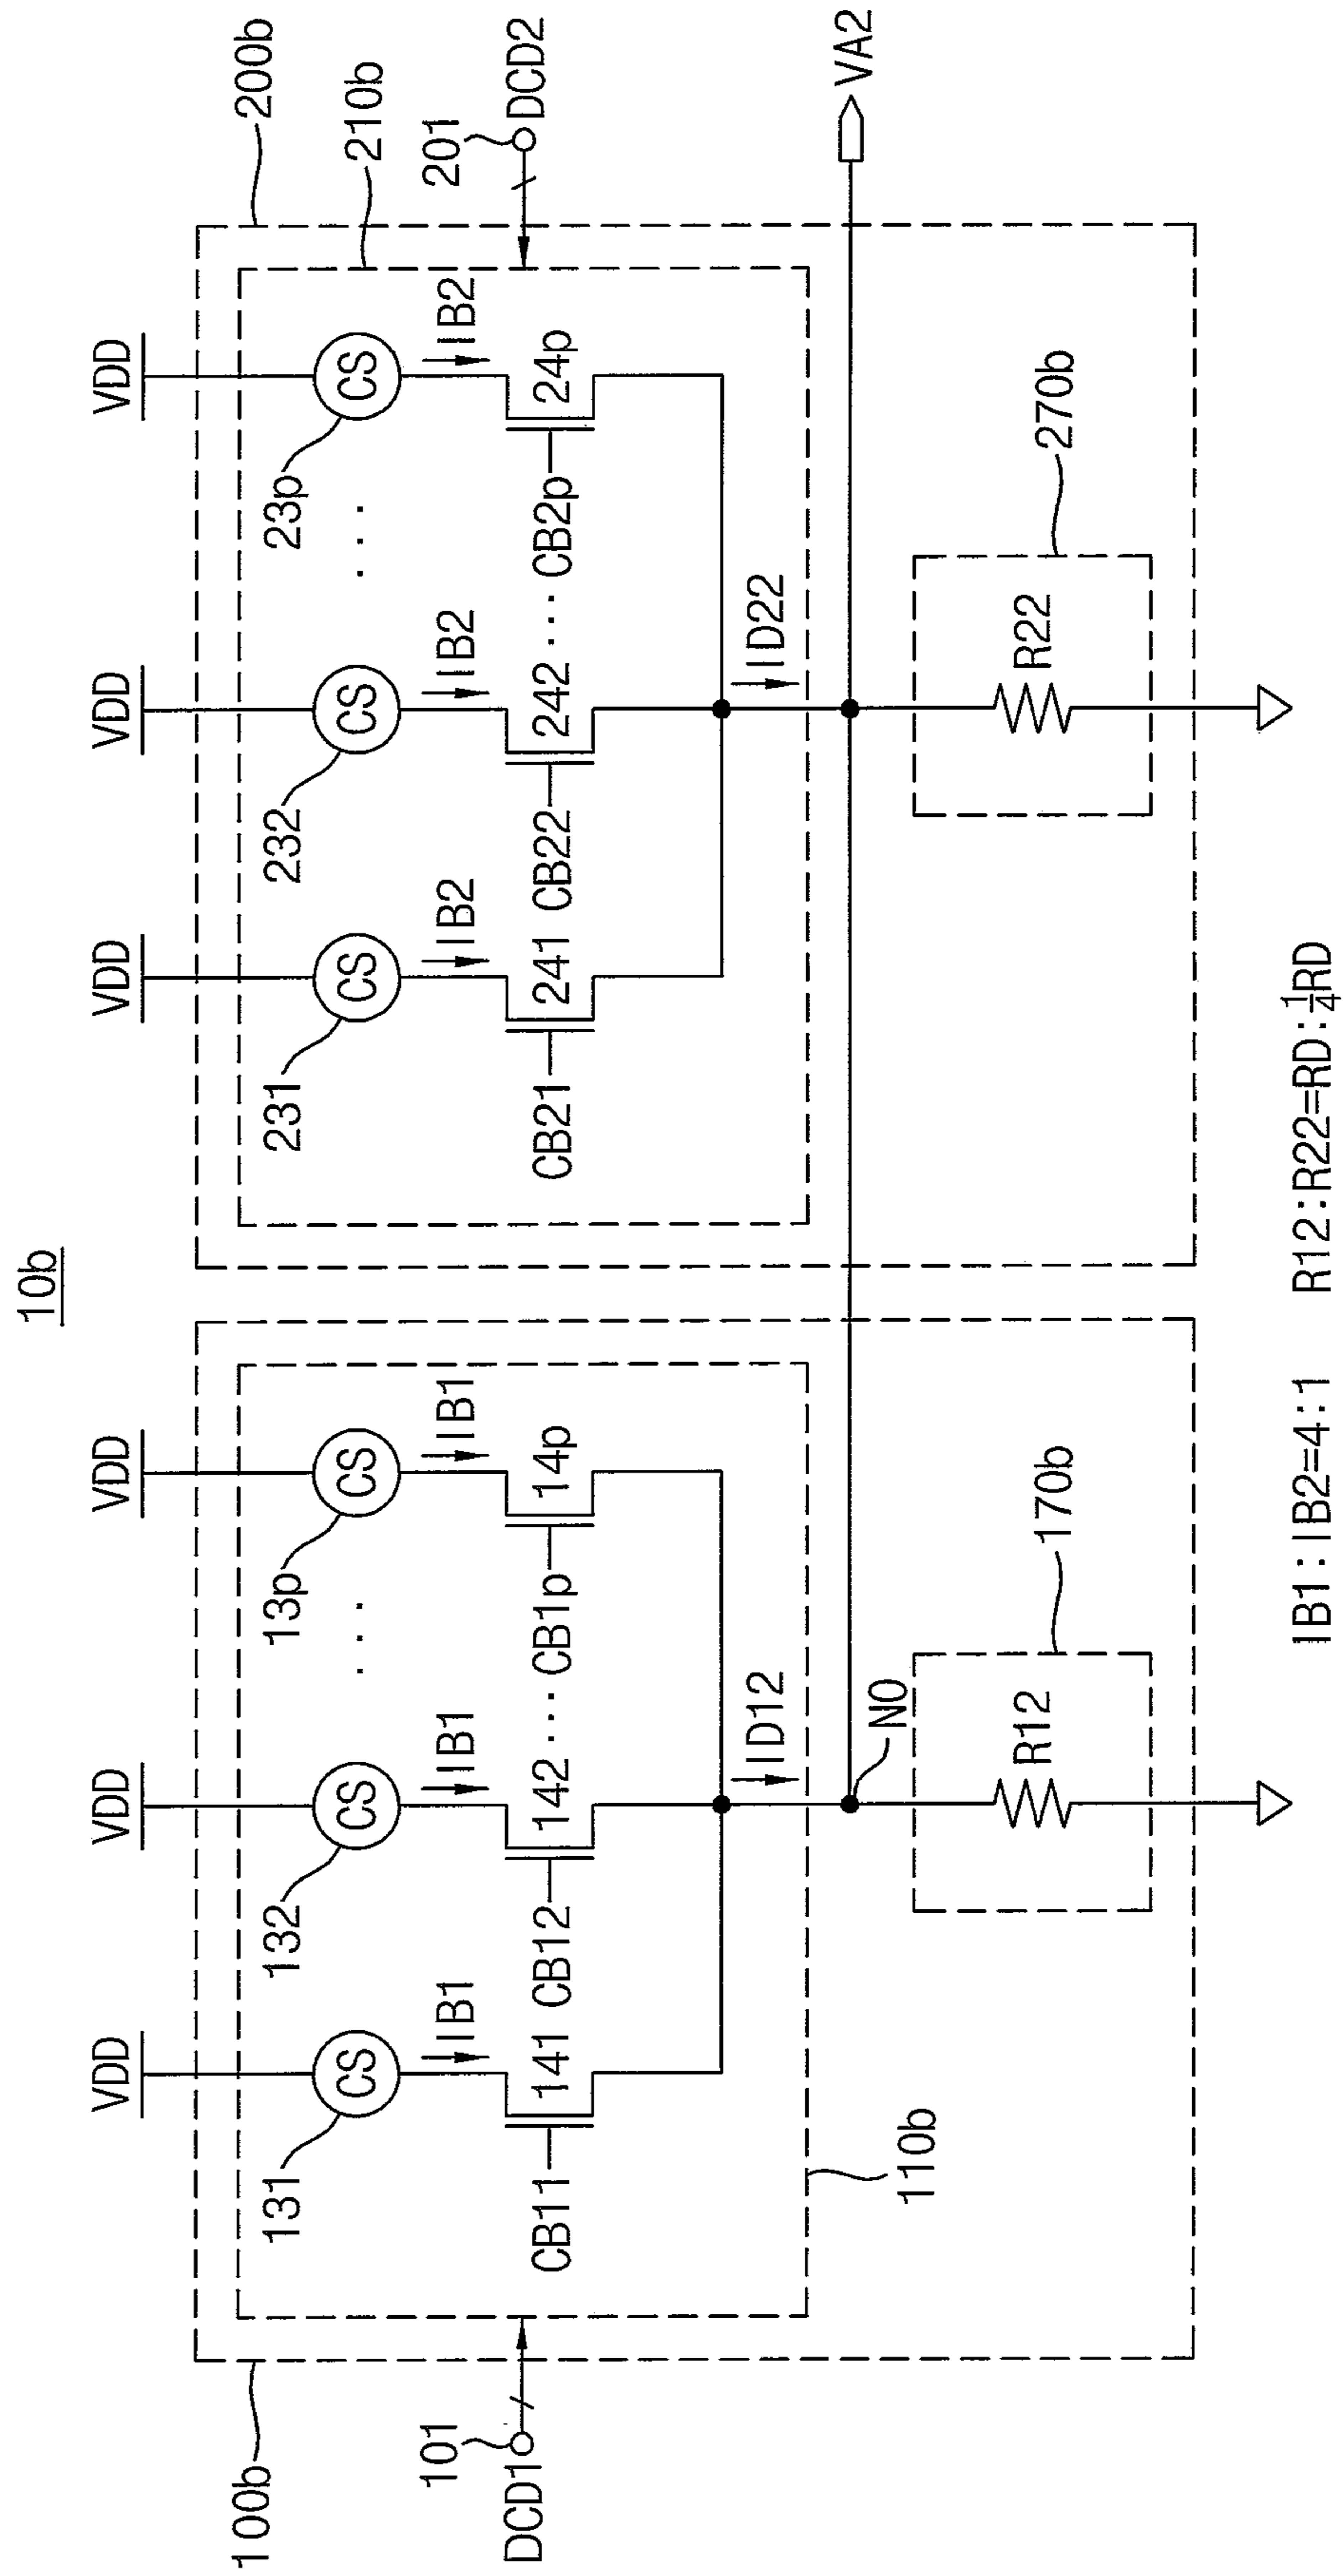 10b
VDD VDD VDD VDD VDD VDD
100b 200b
131 132 13p 231 232 23p 210b
CS CS ... CS CS CS ... CS
IB1 IB1 IB1 IB2 IB2 IB2
101 201
DCD1 DCD2
141 142 ... 14p 241 242 ... 24p
CB11 CB12 CB1p CB21 CB22 CB2p
ID12 ID22
110b NO VA2
R12 R22
170b 270b
IB1:IB2=4:1 R12:R22=RD:1/4RD